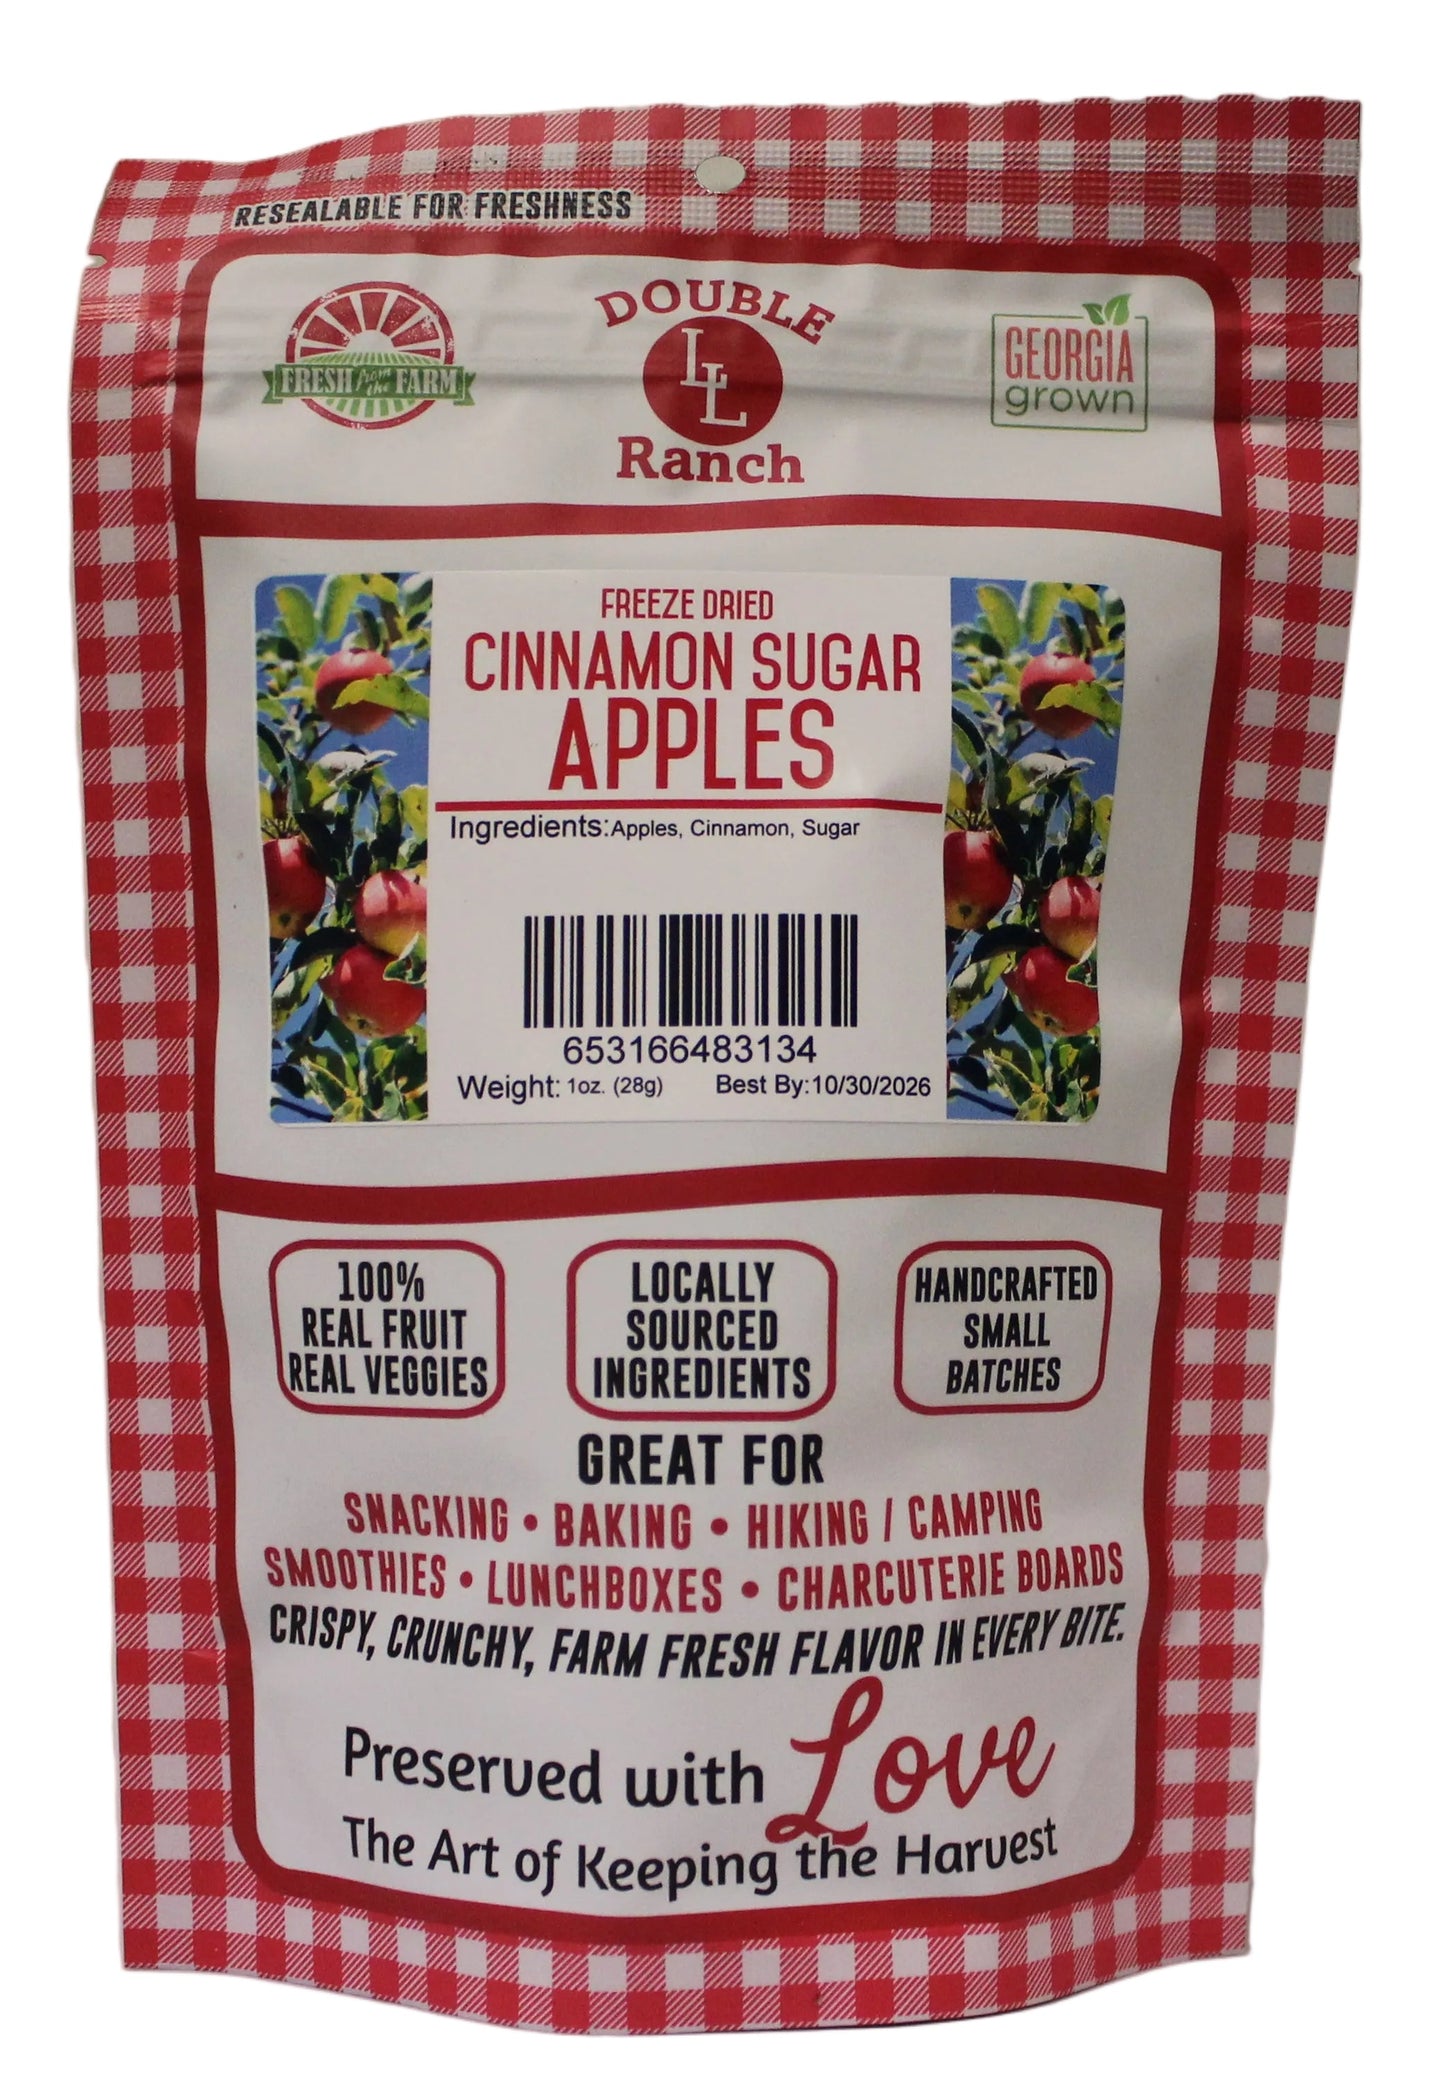 RESEALABLE FOR FRESHNESS
FRESH from the FARM
DOUBLE
LL
Ranch
GEORGIA
grown
FREEZE DRIED
CINNAMON SUGAR
APPLES
Ingredients:Apples, Cinnamon, Sugar
653166483134
Weight: 1oz. (28g) Best By:10/30/2026
100%
REAL FRUIT
REAL VEGGIES
LOCALLY
SOURCED
INGREDIENTS
HANDCRAFTED
SMALL
BATCHES
GREAT FOR
SNACKING • BAKING • HIKING / CAMPING
SMOOTHIES • LUNCHBOXES • CHARCUTERIE BOARDS
CRISPY, CRUNCHY, FARM FRESH FLAVOR IN EVERY BITE.
Preserved with Love
The Art of Keeping the Harvest